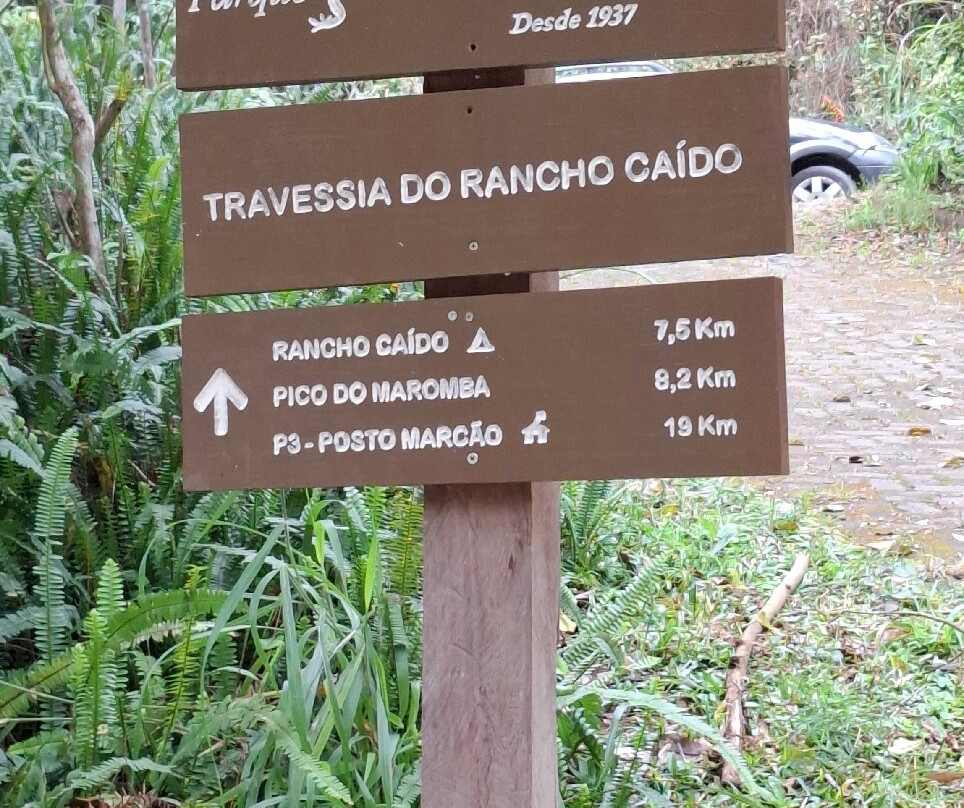 Parque
Desde 1937
TRAVESSIA DO RANCHO CAÍDO
RANCHO CAÍDO 7,5 Km
PICO DO MAROMBA 8,2 Km
P3 - POSTO MARCÃO 19 Km